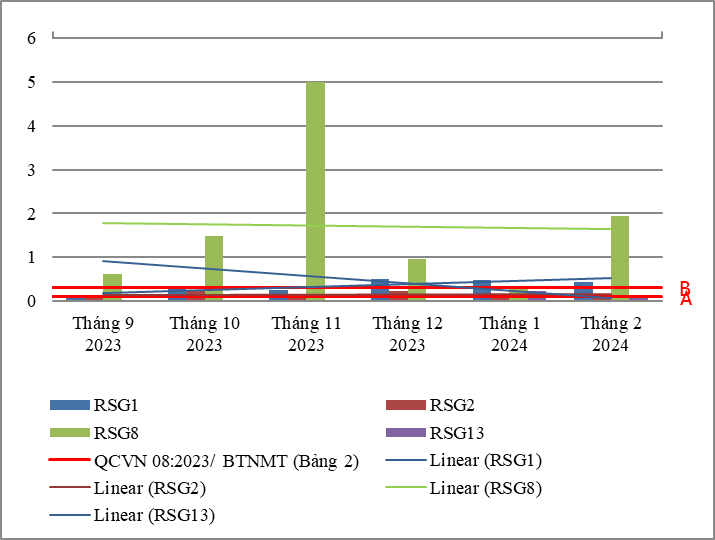 6
5
4
3
2
1
0
B
A
Tháng 9 2023
Tháng 10 2023
Tháng 11 2023
Tháng 12 2023
Tháng 1 2024
Tháng 2 2024
RSG1
RSG2
RSG8
RSG13
QCVN 08:2023/ BTNMT (Bảng 2)
Linear (RSG1)
Linear (RSG2)
Linear (RSG8)
Linear (RSG13)